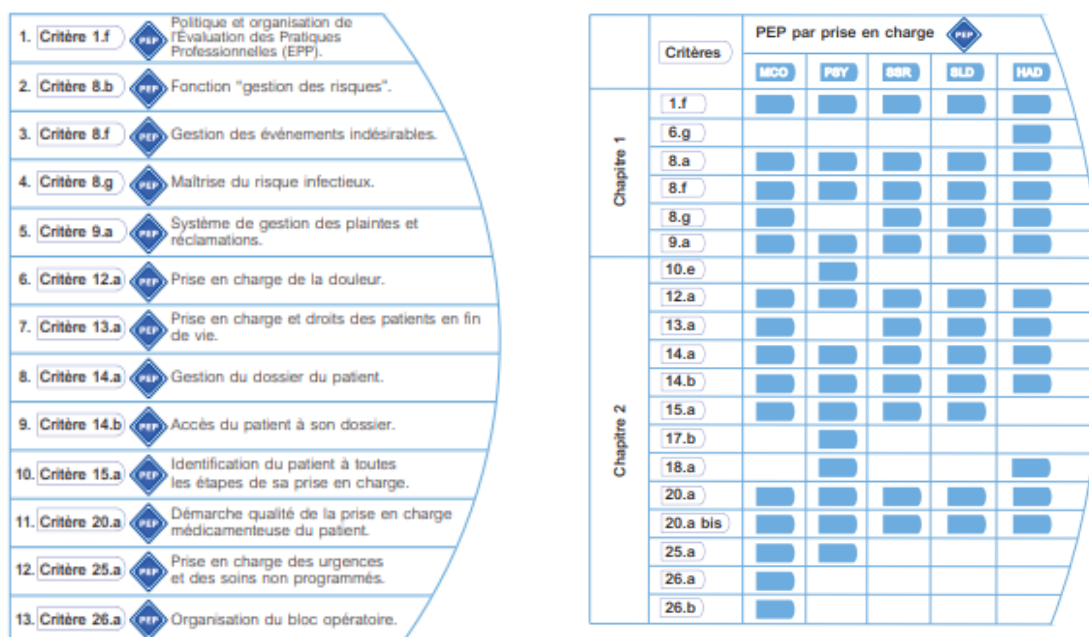 1. Critère 1.f PEP Politique et organisation de
l'Évaluation des Pratiques
Professionnelles (EPP).
2. Critère 8.b PEP Fonction "gestion des risques".
3. Critère 8.f PEP Gestion des événements indésirables.
4. Critère 8.g PEP Maîtrise du risque infectieux.
5. Critère 9.a PEP Système de gestion des plaintes et
réclamations.
6. Critère 12.a PEP Prise en charge de la douleur.
7. Critère 13.a PEP Prise en charge et droits des patients en fin
de vie.
8. Critère 14.a PEP Gestion du dossier du patient.
9. Critère 14.b PEP Accès du patient à son dossier.
10. Critère 15.a PEP Identification du patient à toutes
les étapes de sa prise en charge.
11. Critère 20.a PEP Démarche qualité de la prise en charge
médicamenteuse du patient.
12. Critère 25.a PEP Prise en charge des urgences
et des soins non programmés.
13. Critère 26.a PEP Organisation du bloc opératoire.
Critères
PEP par prise en charge PEP
MCO PSY SSR SLD HAD
Chapitre 1
1.f
6.g
8.a
8.f
8.g
9.a
Chapitre 2
10.e
12.a
13.a
14.a
14.b
15.a
17.b
18.a
20.a
20.a bis
25.a
26.a
26.b